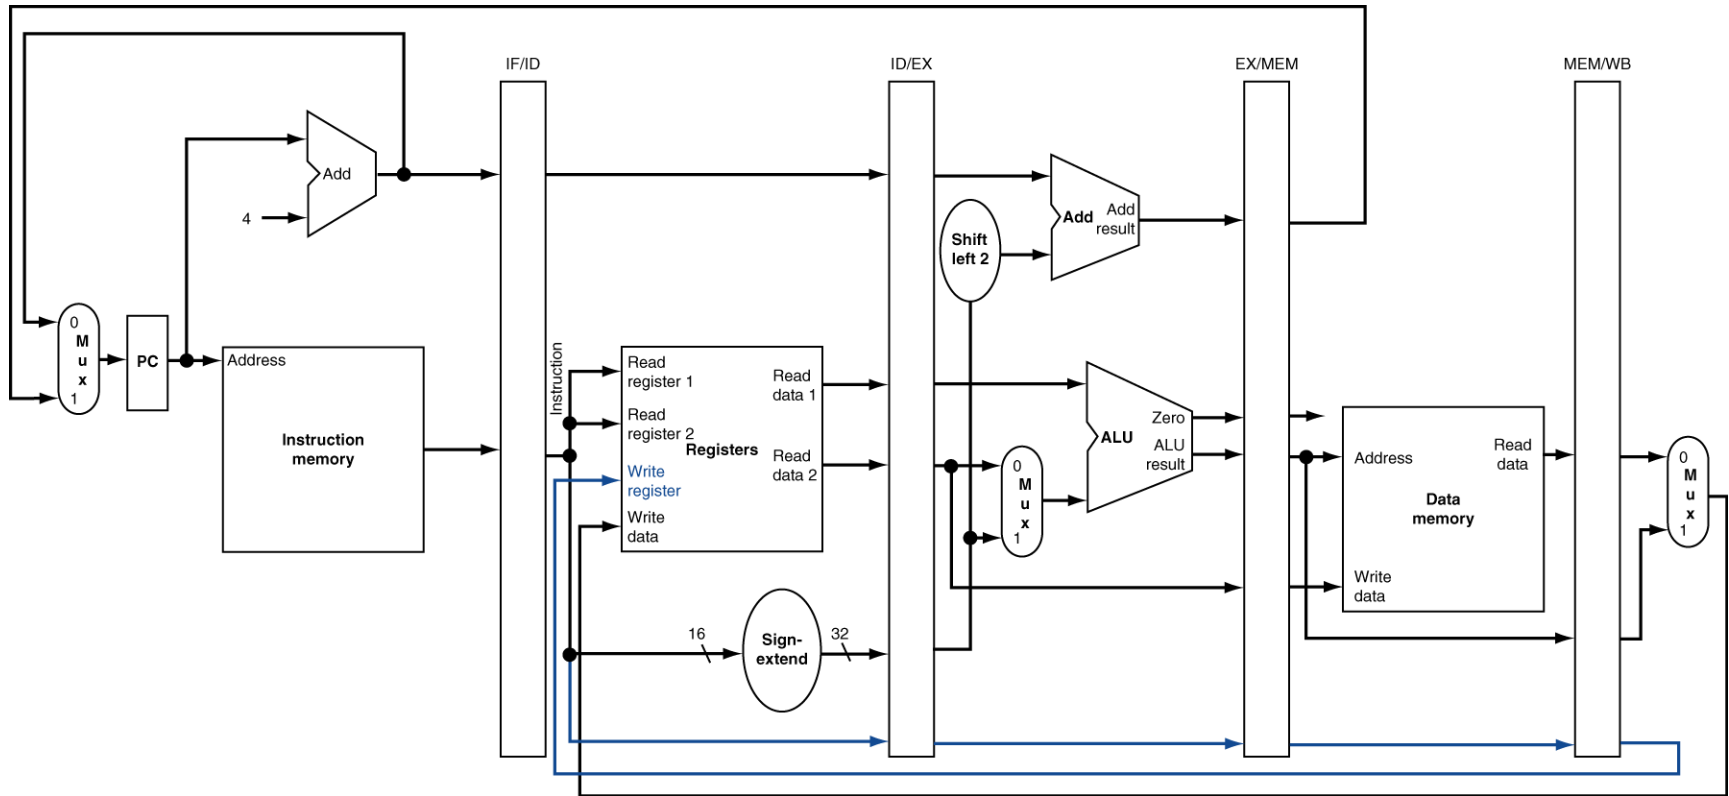 IF/ID
ID/EX
EX/MEM
MEM/WB
Add
4
Add
Add
result
Shift
left 2
0
M
u
x
1
PC
Address
Instruction
memory
Instruction
Read
register 1
Read
register 2
Write
register
Write
data
Registers
Read
data 1
Read
data 2
16
Sign-
extend
32
0
M
u
x
1
Zero
ALU
ALU
result
Address
Read
data
Data
memory
Write
data
0
M
u
x
1